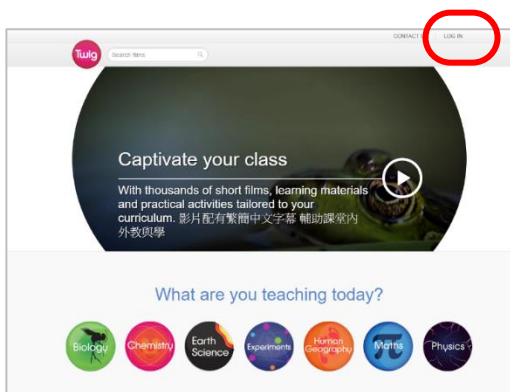 CONTACT
LOG IN
Twig
Search films
Captivate your class
With thousands of short films, learning materials
and practical activities tailored to your
curriculum. 影片配有繁簡中文字幕 輔助課堂內
外教與學
What are you teaching today?
Biology
Chemistry
Earth
Science
Experiments
Human
Geography
Maths
Physics